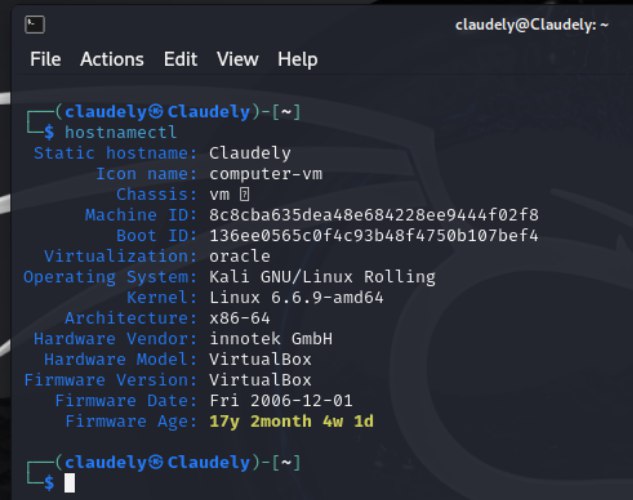 claudely@Claudely: ~
File Actions Edit View Help
┌──(claudely㉿Claudely)-[~]
└─$ hostnamectl
Static hostname: Claudely
Icon name: computer-vm
Chassis: vm
Machine ID: 8c8cba635dea48e684228ee9444f02f8
Boot ID: 136ee0565c0f4c93b48f4750b107bef4
Virtualization: oracle
Operating System: Kali GNU/Linux Rolling
Kernel: Linux 6.6.9-amd64
Architecture: x86-64
Hardware Vendor: innotek GmbH
Hardware Model: VirtualBox
Firmware Version: VirtualBox
Firmware Date: Fri 2006-12-01
Firmware Age: 17y 2month 4w 1d
┌──(claudely㉿Claudely)-[~]
└─$